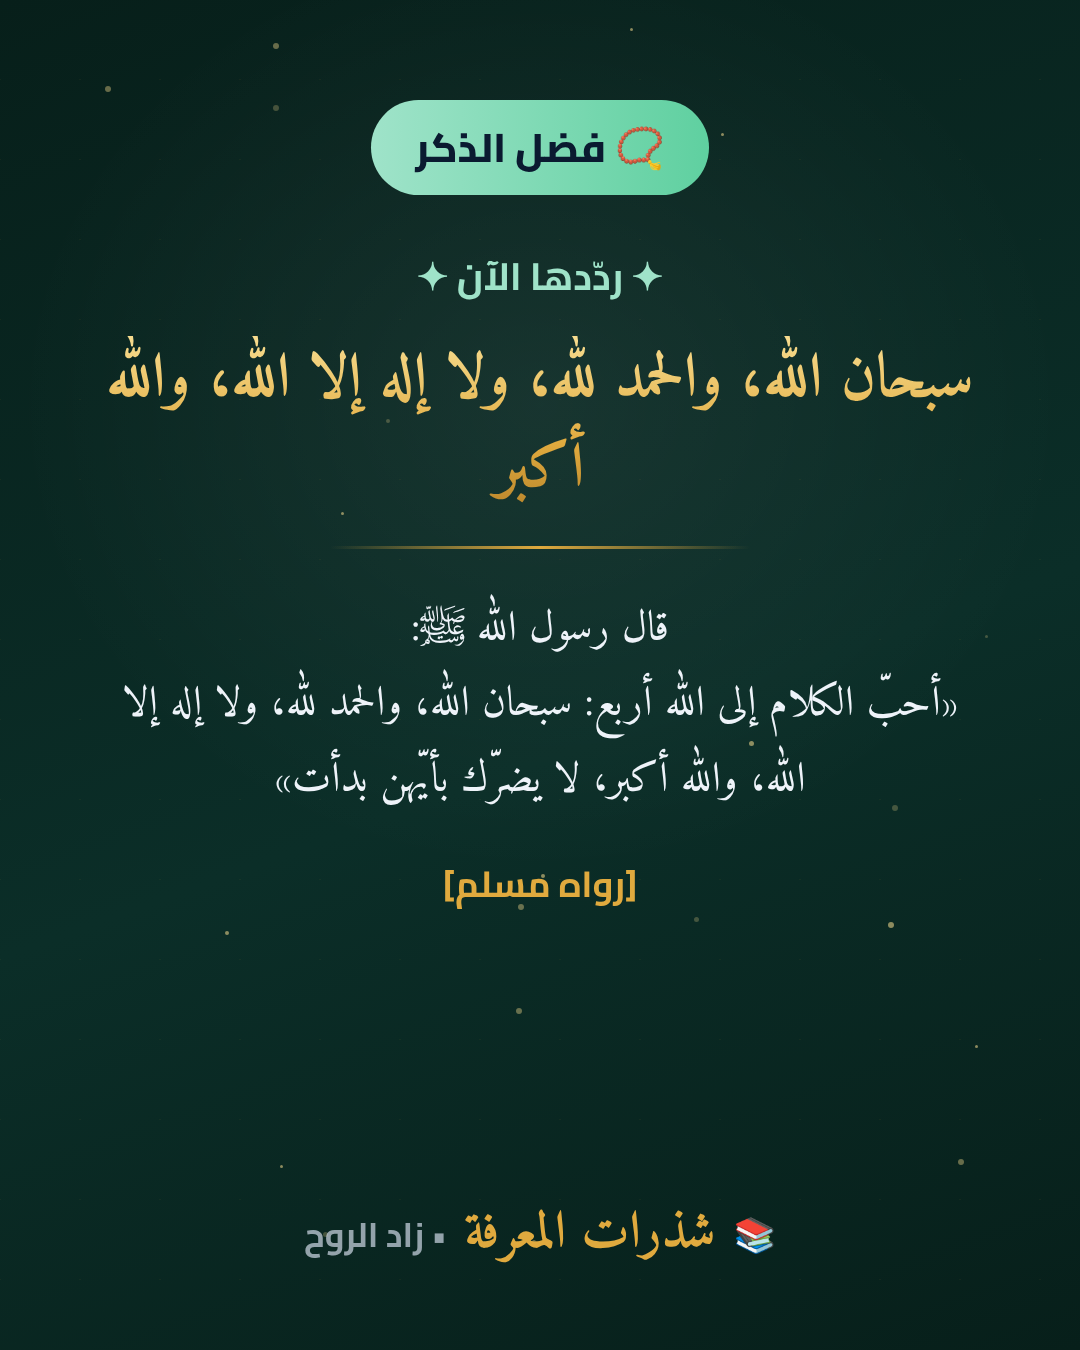 📿 فضل الذكر
✦ ردّدها الآن ✦
سبحان الله، والحمد لله، ولا إله إلا الله، والله
أكبر
قال رسول الله ﷺ:
«أحبّ الكلام إلى الله أربع: سبحان الله، والحمد لله، ولا إله إلا
الله، والله أكبر، لا يضرّك بأيّهن بدأت»
[رواه مسلم]
📚 شذرات المعرفة ▪ زاد الروح